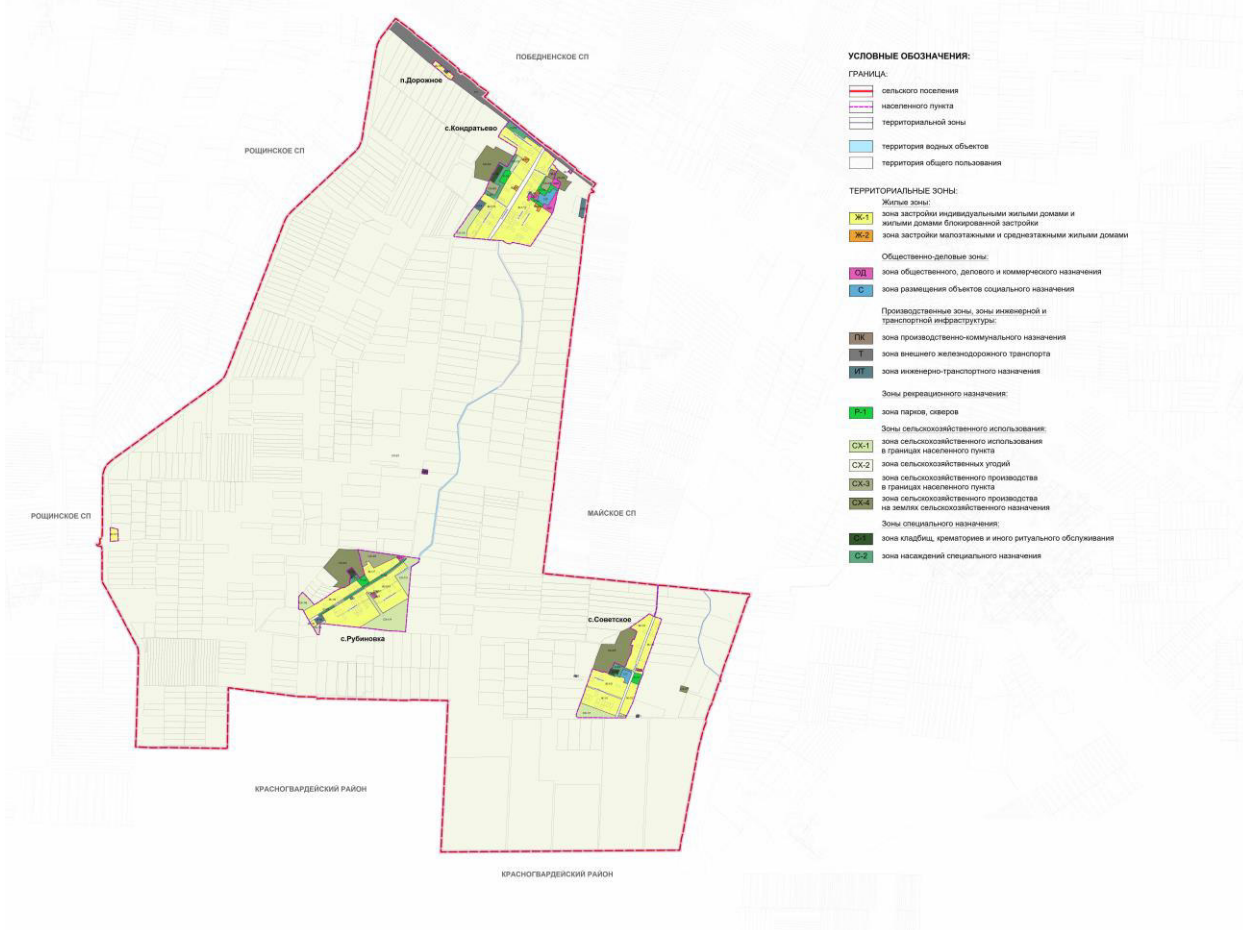 ПОБЕДНЕНСКОЕ СП
п.Дорожное
с.Кондратьево
РОЩИНСКОЕ СП
РОЩИНСКОЕ СП
МАЙСКОЕ СП
с.Рубиновка
с.Советское
КРАСНОГВАРДЕЙСКИЙ РАЙОН
КРАСНОГВАРДЕЙСКИЙ РАЙОН
УСЛОВНЫЕ ОБОЗНАЧЕНИЯ:
ГРАНИЦА:
сельского поселения
населенного пункта
территориальной зоны
территория водных объектов
территория общего пользования
ТЕРРИТОРИАЛЬНЫЕ ЗОНЫ:
Жилые зоны:
Ж-1 зона застройки индивидуальными жилыми домами и
жилыми домами блокированной застройки
Ж-2 зона застройки малоэтажными и среднеэтажными жилыми домами
Общественно-деловые зоны:
ОД зона общественного, делового и коммерческого назначения
С зона размещения объектов социального назначения
Производственные зоны, зоны инженерной и
транспортной инфраструктуры:
ПК зона производственно-коммунального назначения
Т зона внешнего железнодорожного транспорта
ИТ зона инженерно-транспортного назначения
Зоны рекреационного назначения:
Р-1 зона парков, скверов
Зоны сельскохозяйственного использования:
СХ-1 зона сельскохозяйственного использования
в границах населенного пункта
СХ-2 зона сельскохозяйственных угодий
СХ-3 зона сельскохозяйственного производства
в границах населенного пункта
СХ-4 зона сельскохозяйственного производства
на землях сельскохозяйственного назначения
Зоны специального назначения:
С-1 зона кладбищ, крематориев и иного ритуального обслуживания
С-2 зона насаждений специального назначения